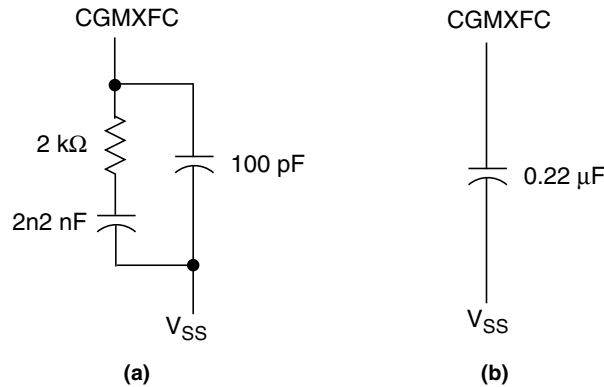 CGMXFC
2 kΩ
100 pF
2n2 nF
VSS
(a)
CGMXFC
0.22 μF
VSS
(b)